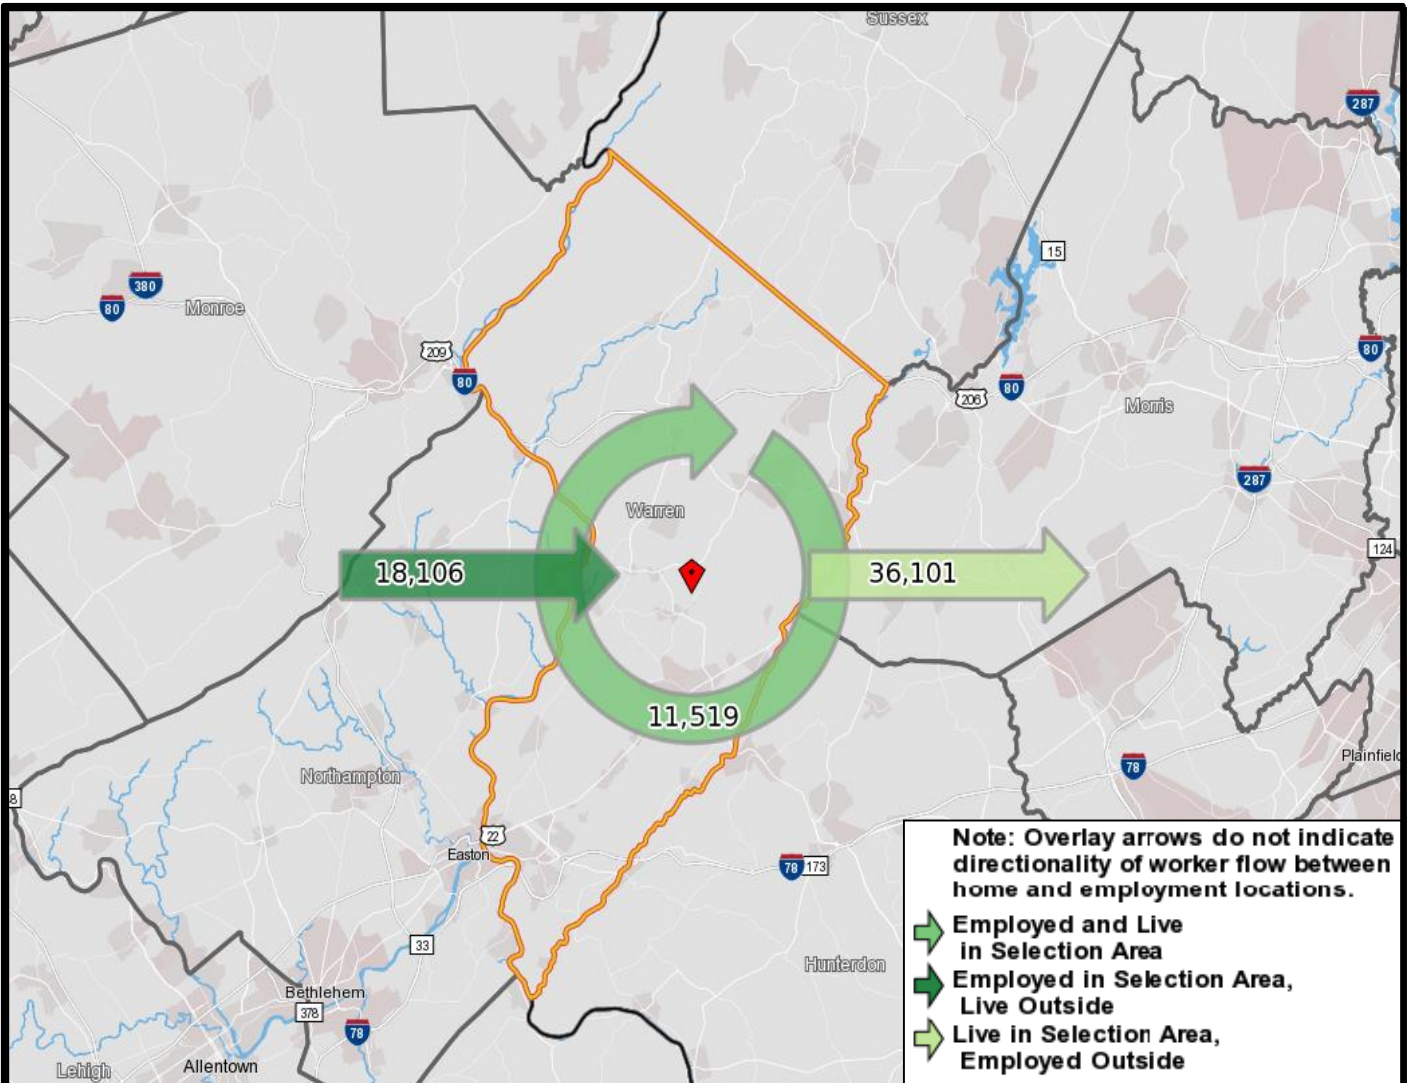 Sussex
287
15
380
80
Monroe
209
80
80
206
80
Morris
287
Warren
124
18,106
36,101
11,519
Northampton
78
Plainfield
8
22
Easton
78
173
33
Hunterdon
Bethlehem
378
78
Lehigh
Allentown
Note: Overlay arrows do not indicate
directionality of worker flow between
home and employment locations.
Employed and Live
in Selection Area
Employed in Selection Area,
Live Outside
Live in Selection Area,
Employed Outside